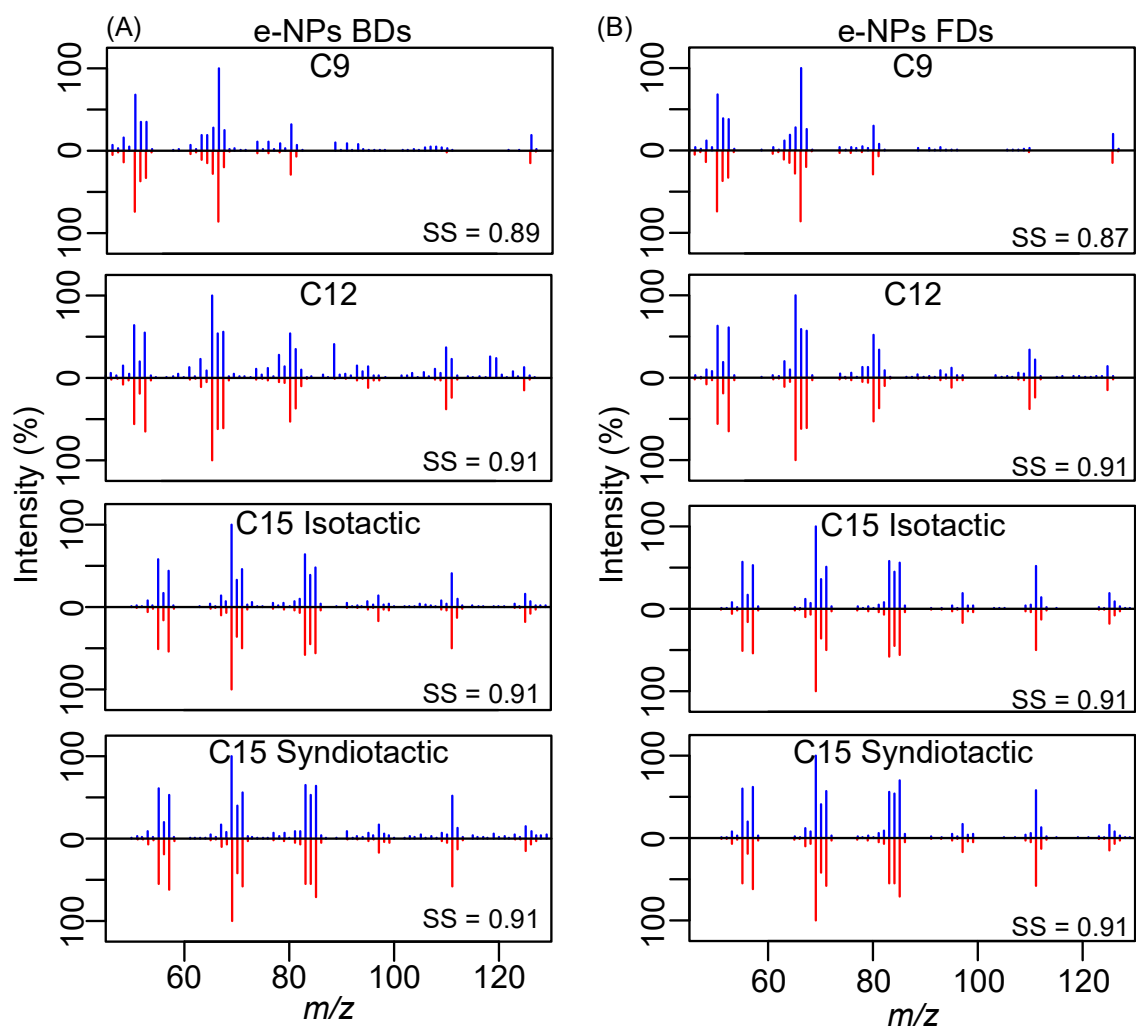 (A)
e-NPs BDs
C9
100
0
100
SS = 0.89
C12
100
0
100
SS = 0.91
C15 Isotactic
100
0
100
SS = 0.91
C15 Syndiotactic
100
0
100
SS = 0.91
60 80 100 120
m/z
Intensity (%)
(B)
e-NPs FDs
C9
100
0
100
SS = 0.87
C12
100
0
100
SS = 0.91
C15 Isotactic
100
0
100
SS = 0.91
C15 Syndiotactic
100
0
100
SS = 0.91
60 80 100 120
m/z
Intensity (%)